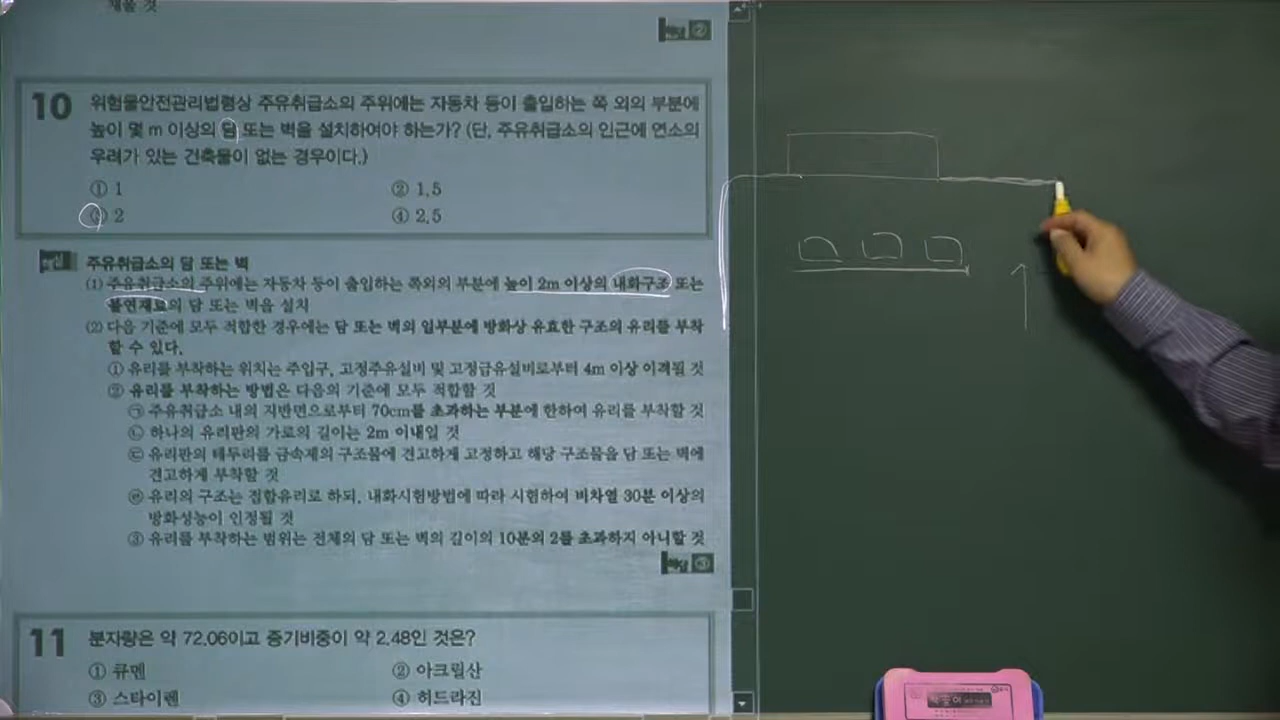 재물 것
해답 ②
10 위험물안전관리법령상 주유취급소의 주위에는 자동차 등이 출입하는 쪽 외의 부분에
높이 몇 m 이상의 담 또는 벽을 설치하여야 하는가? (단, 주유취급소의 인근에 연소의
우려가 있는 건축물이 없는 경우이다.)
① 1 ② 1.5
③ 2 ④ 2.5
해설 주유취급소의 담 또는 벽
(1) 주유취급소의 주위에는 자동차 등이 출입하는 쪽외의 부분에 높이 2m 이상의 내화구조 또는
불연재료의 담 또는 벽을 설치
(2) 다음 기준에 모두 적합한 경우에는 담 또는 벽의 일부분에 방화상 유효한 구조의 유리를 부착
할 수 있다.
① 유리를 부착하는 위치는 주입구, 고정주유설비 및 고정급유설비로부터 4m 이상 이격될 것
② 유리를 부착하는 방법은 다음의 기준에 모두 적합할 것
㉠ 주유취급소 내의 지반면으로부터 70cm를 초과하는 부분에 한하여 유리를 부착할 것
㉡ 하나의 유리판의 가로의 길이는 2m 이내일 것
㉢ 유리판의 테두리를 금속제의 구조물에 견고하게 고정하고 해당 구조물을 담 또는 벽에
견고하게 부착할 것
㉣ 유리의 구조는 접합유리로 하되, 내화시험방법에 따라 시험하여 비차열 30분 이상의
방화성능이 인정될 것
③ 유리를 부착하는 범위는 전체의 담 또는 벽의 길이의 10분의 2를 초과하지 아니할 것
해답 ③
11 분자량은 약 72.06이고 증기비중이 약 2.48인 것은?
① 큐멘 ② 아크릴산
③ 스타이렌 ④ 히드라진